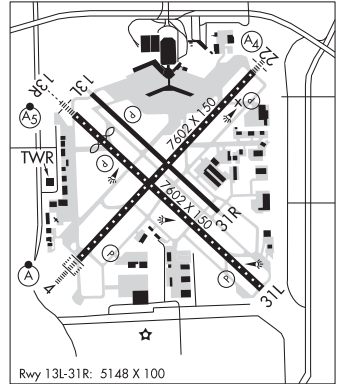 A4
22
13R
13L
P
P
X
A5
7602 X 150
P
TWR
7602 X 150
31R
P
A
4
P
31L
Rwy 13L-31R: 5148 X 100